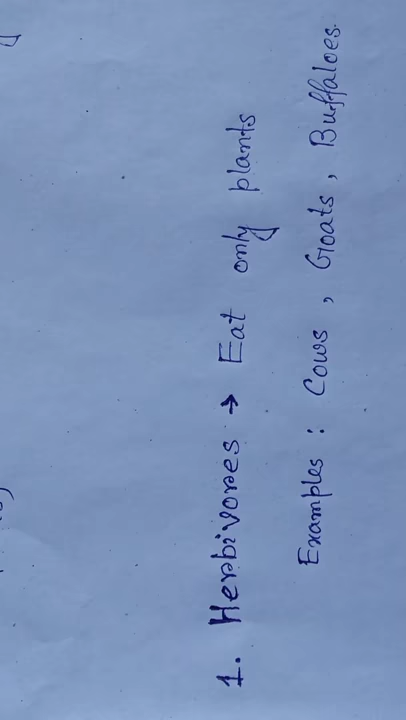 1. Herbivores → Eat only plants
Examples : Cows , Goats , Buffaloes.